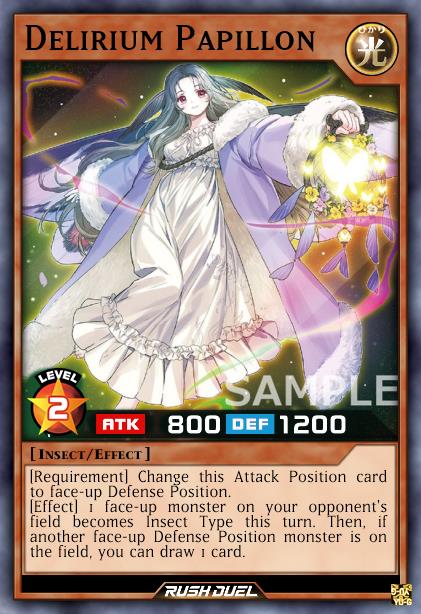 Delirium Papillon
ひかり
光
SAMPLE
LEVEL
2
ATK 800 DEF 1200
[Insect/Effect]
[Requirement] Change this Attack Position card
to face-up Defense Position.
[Effect] 1 face-up monster on your opponent's
field becomes Insect Type this turn. Then, if
another face-up Defense Position monster is on
the field, you can draw 1 card.
RUSH DUEL